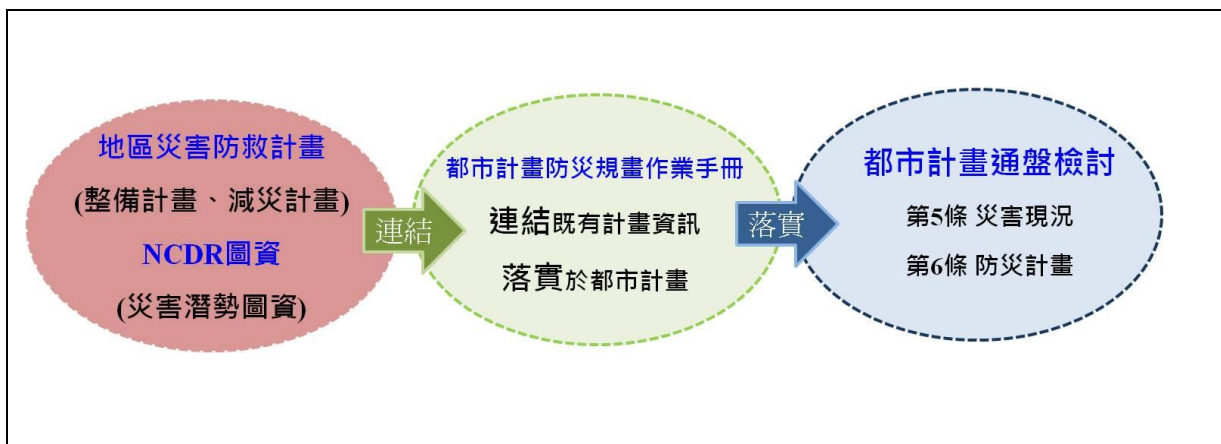 地區災害防救計畫
(整備計畫、減災計畫)
NCDR圖資
(災害潛勢圖資)
連結
都市計畫防災規畫作業手冊
連結既有計畫資訊
落實於都市計畫
落實
都市計畫通盤檢討
第5條 災害現況
第6條 防災計畫